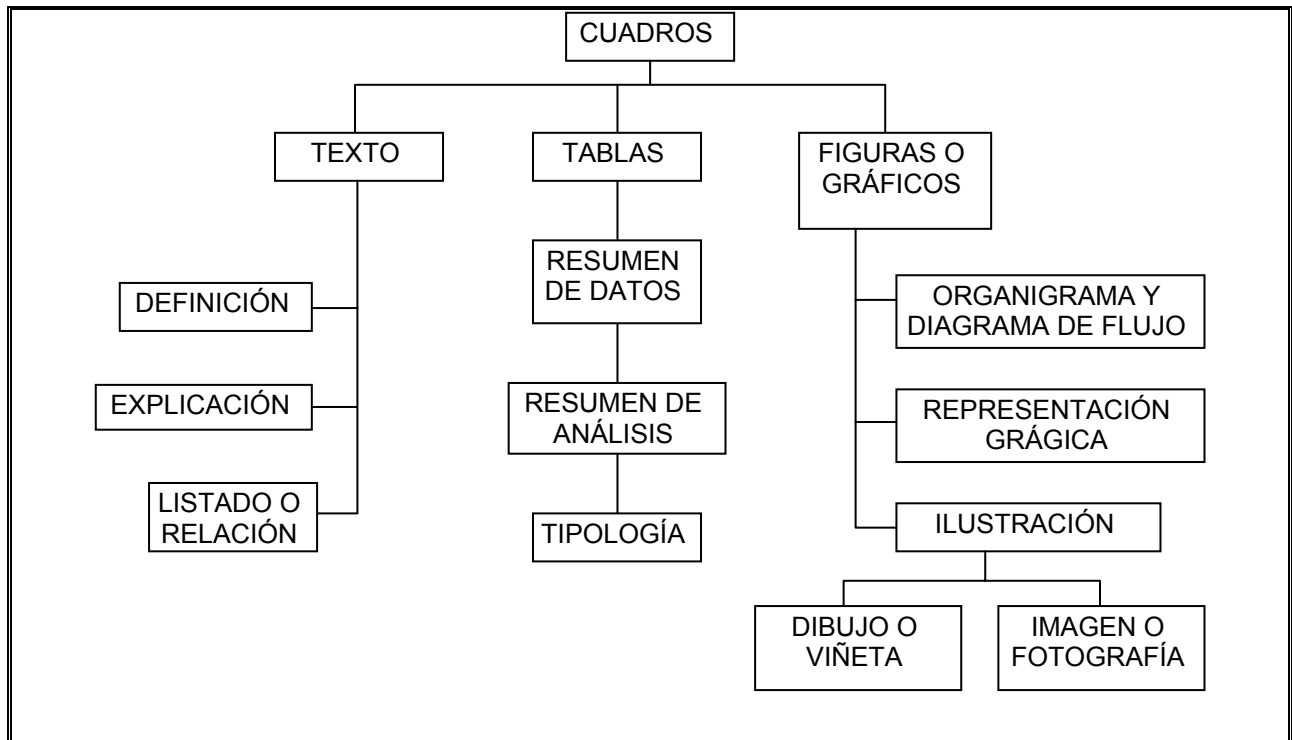 CUADROS
TEXTO
TABLAS
FIGURAS O
GRÁFICOS
DEFINICIÓN
EXPLICACIÓN
LISTADO O
RELACIÓN
RESUMEN
DE DATOS
RESUMEN DE
ANÁLISIS
TIPOLOGÍA
ORGANIGRAMA Y
DIAGRAMA DE FLUJO
REPRESENTACIÓN
GRÁGICA
ILUSTRACIÓN
DIBUJO O
VIÑETA
IMAGEN O
FOTOGRAFÍA